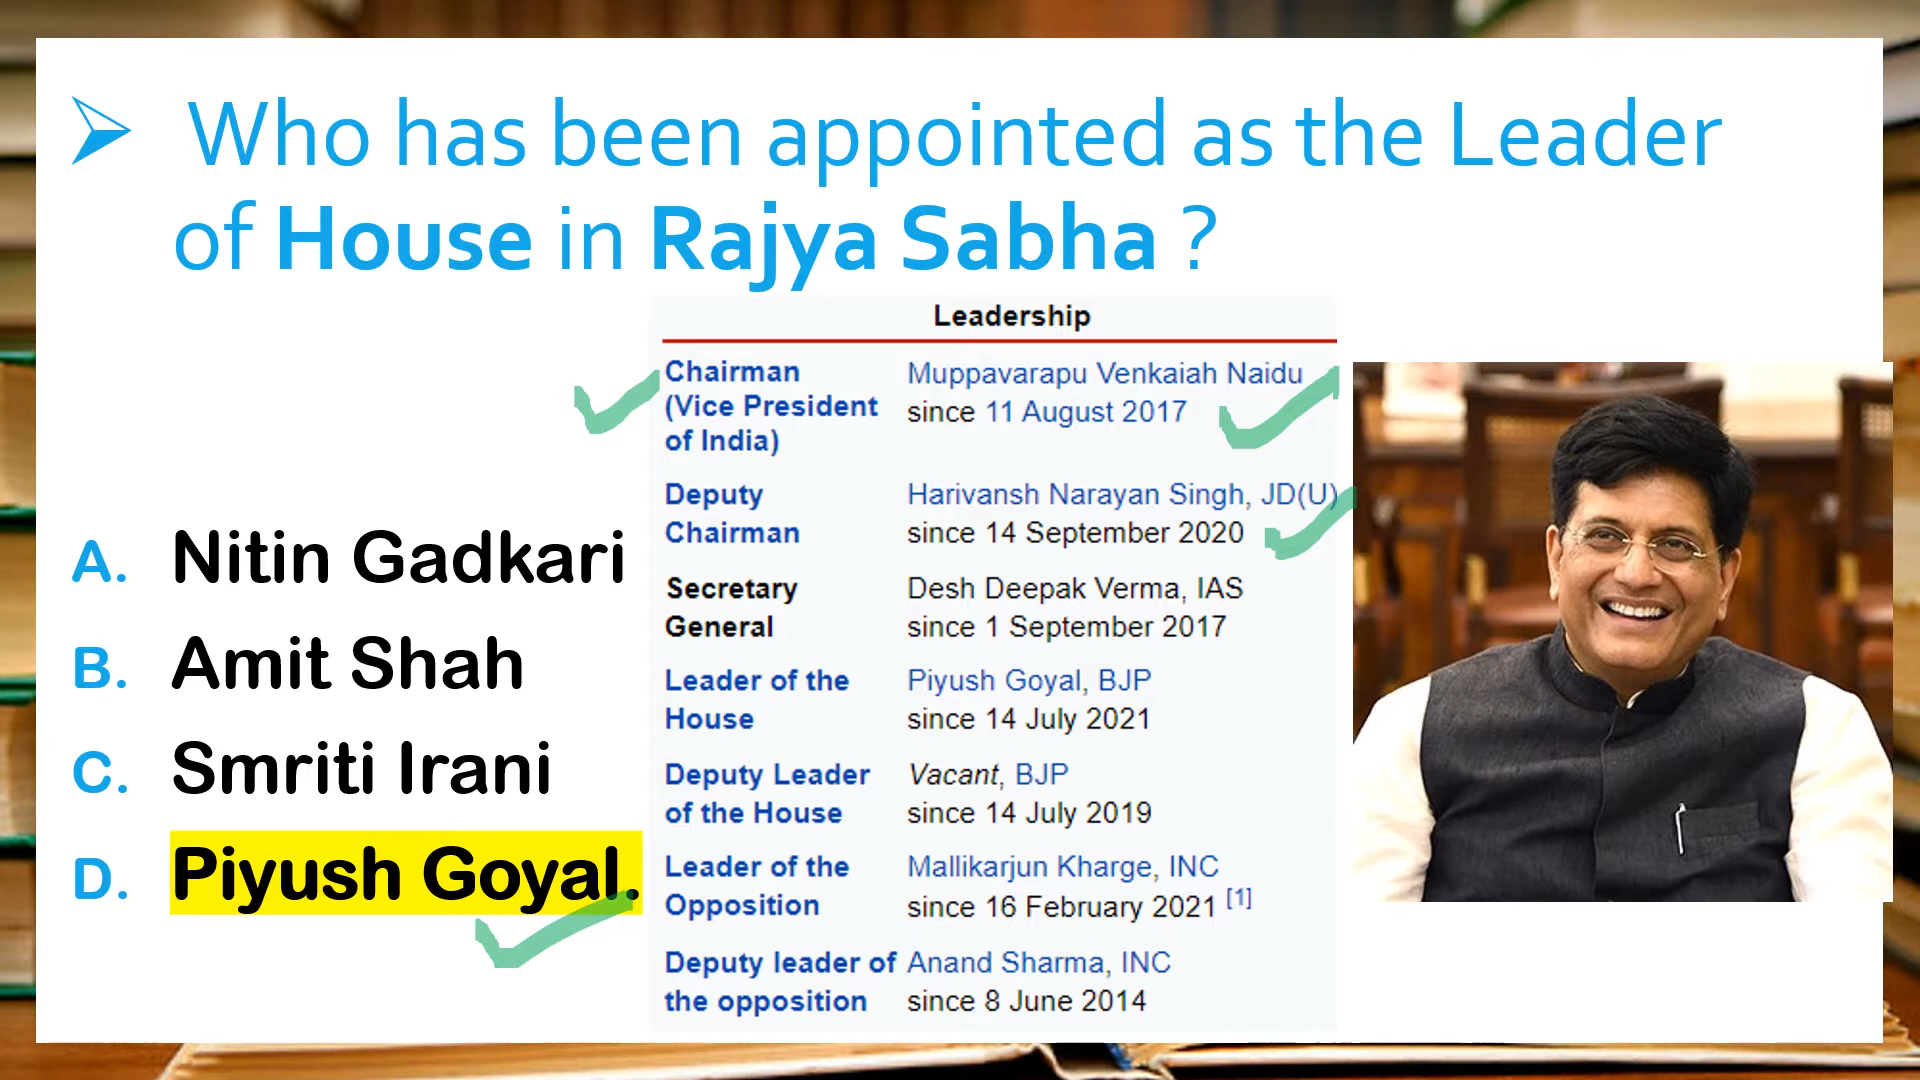 Who has been appointed as the Leader
of House in Rajya Sabha ?
A. Nitin Gadkari
B. Amit Shah
C. Smriti Irani
D. Piyush Goyal.
Leadership
Chairman
(Vice President
of India)
Muppavarapu Venkaiah Naidu
since 11 August 2017
Deputy
Chairman
Harivansh Narayan Singh, JD(U)
since 14 September 2020
Secretary
General
Desh Deepak Verma, IAS
since 1 September 2017
Leader of the
House
Piyush Goyal, BJP
since 14 July 2021
Deputy Leader
of the House
Vacant, BJP
since 14 July 2019
Leader of the
Opposition
Mallikarjun Kharge, INC
since 16 February 2021 [1]
Deputy leader of
the opposition
Anand Sharma, INC
since 8 June 2014